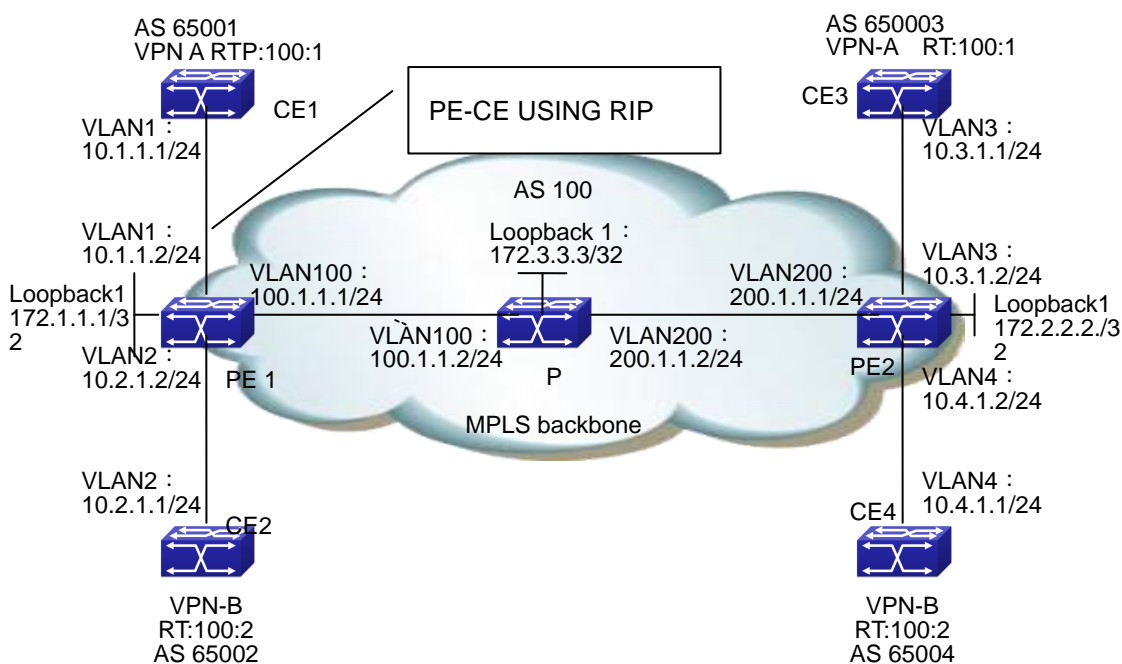 AS 65001
VPN A RTP:100:1
CE1
VLAN1：
10.1.1.1/24
PE-CE USING RIP
AS 650003
VPN-A RT:100:1
CE3
VLAN3：
10.3.1.1/24
AS 100
Loopback 1：
172.3.3.3/32
VLAN1：
10.1.1.2/24
VLAN100：
100.1.1.1/24
Loopback1
172.1.1.1/3
2
VLAN2：
10.2.1.2/24
PE 1
VLAN100：
100.1.1.2/24
P
VLAN200：
200.1.1.2/24
VLAN200：
200.1.1.1/24
VLAN3：
10.3.1.2/24
Loopback1
172.2.2.2./3
2
PE2
VLAN4：
10.4.1.2/24
MPLS backbone
VLAN2：
10.2.1.1/24
CE2
VPN-B
RT:100:2
AS 65002
VLAN4：
10.4.1.1/24
CE4
VPN-B
RT:100:2
AS 65004